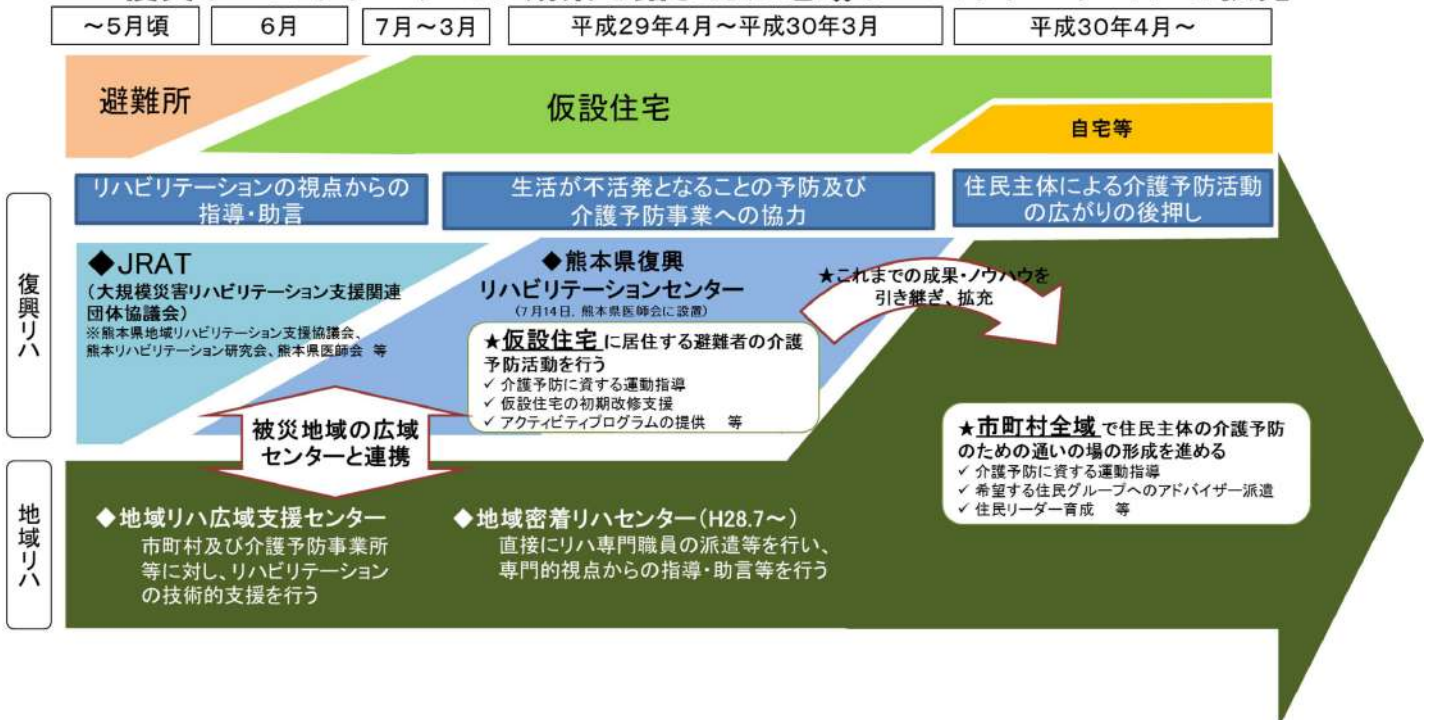 ～5月頃
6月
7月～3月
平成29年4月～平成30年3月
平成30年4月～
避難所
仮設住宅
自宅等
リハビリテーションの視点からの
指導・助言
生活が不活発となることの予防及び
介護予防事業への協力
住民主体による介護予防活動
の広がりの後押し
復興リハ
◆JRAT
（大規模災害リハビリテーション支援関連
団体協議会）
※熊本県地域リハビリテーション支援協議会、
熊本リハビリテーション研究会、熊本県医師会 等
◆熊本県復興
リハビリテーションセンター
(7月14日, 熊本県医師会に設置)
★仮設住宅に居住する避難者の介護
予防活動を行う
✓ 介護予防に資する運動指導
✓ 仮設住宅の初期改修支援
✓ アクティビティプログラムの提供 等
★これまでの成果・ノウハウを
引き継ぎ、拡充
被災地域の広域
センターと連携
★市町村全域で住民主体の介護予防
のための通いの場の形成を進める
✓ 介護予防に資する運動指導
✓ 希望する住民グループへのアドバイザー派遣
✓ 住民リーダー育成 等
地域リハ
◆地域リハ広域支援センター
市町村及び介護予防事業所
等に対し、リハビリテーション
の技術的支援を行う
◆地域密着リハセンター（H28.7～）
直接にリハ専門職員の派遣等を行い、
専門的視点からの指導・助言等を行う